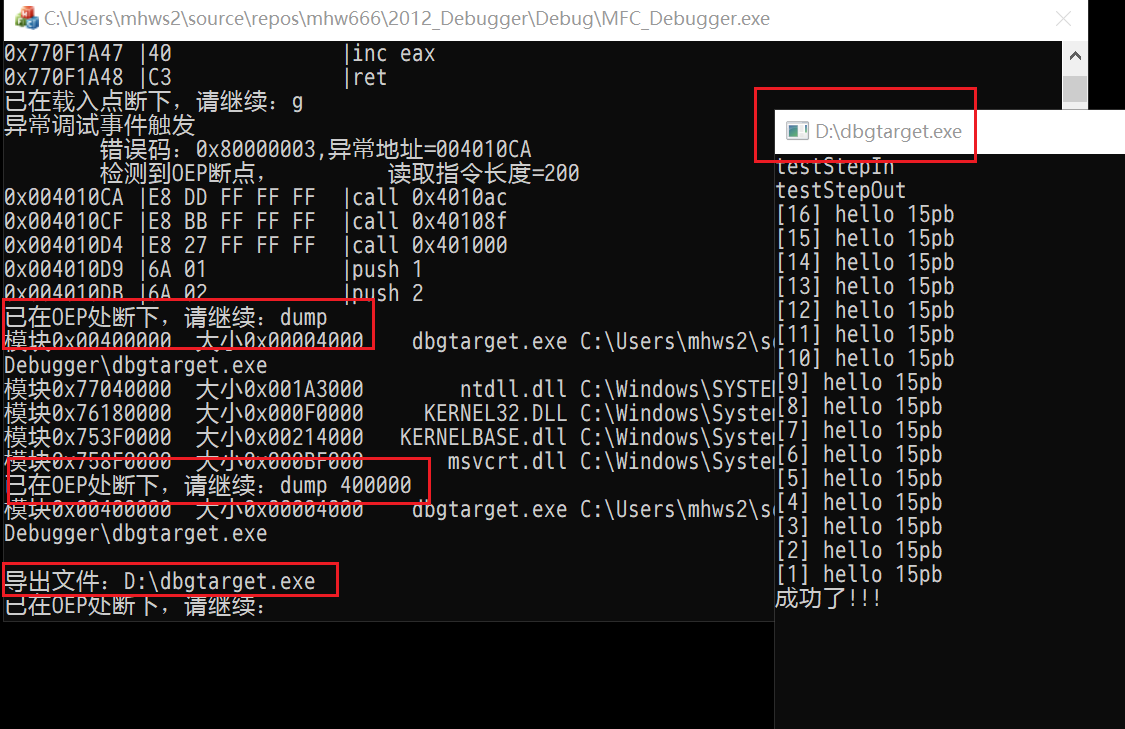 C:\Users\mhws2\source\repos\mhw666\2012_Debugger\Debug\MFC_Debugger.exe
0x770F1A47 |40 |inc eax
0x770F1A48 |C3 |ret
已在载入点断下，请继续：g
异常调试事件触发
错误码：0x80000003,异常地址=004010CA
检测到OEP断点， 读取指令长度=200
0x004010CA |E8 DD FF FF FF |call 0x4010ac
0x004010CF |E8 BB FF FF FF |call 0x40108f
0x004010D4 |E8 27 FF FF FF |call 0x401000
0x004010D9 |6A 01 |push 1
0x004010DB |6A 02 |push 2
已在OEP处断下，请继续：dump
模块0x00400000 大小0x00004000 dbgtarget.exe C:\Users\mhws2\so
Debugger\dbgtarget.exe
模块0x77040000 大小0x001A3000 ntdll.dll C:\Windows\SYSTEM
模块0x76180000 大小0x000F0000 KERNEL32.DLL C:\Windows\System
模块0x753F0000 大小0x00214000 KERNELBASE.dll C:\Windows\System
模块0x758F0000 大小0x000BF000 msvcrt.dll C:\Windows\System
已在OEP处断下，请继续：dump 400000
模块0x00400000 大小0x00004000 dbgtarget.exe C:\Users\mhws2\so
Debugger\dbgtarget.exe
导出文件：D:\dbgtarget.exe
已在OEP处断下，请继续：
D:\dbgtarget.exe
testStepIn
testStepOut
[16] hello 15pb
[15] hello 15pb
[14] hello 15pb
[13] hello 15pb
[12] hello 15pb
[11] hello 15pb
[10] hello 15pb
[9] hello 15pb
[8] hello 15pb
[7] hello 15pb
[6] hello 15pb
[5] hello 15pb
[4] hello 15pb
[3] hello 15pb
[2] hello 15pb
[1] hello 15pb
成功了!!!